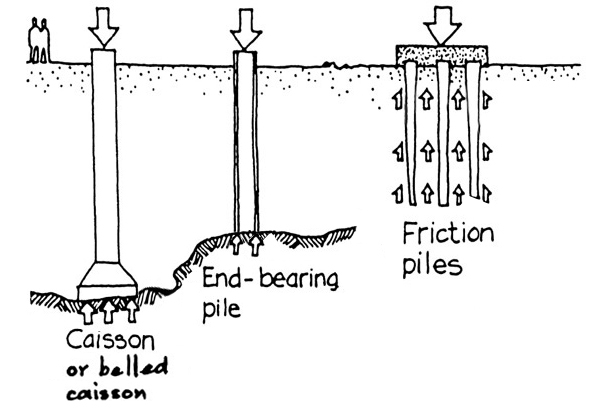 Friction
piles
End-bearing
pile
Caisson
or belled
caisson